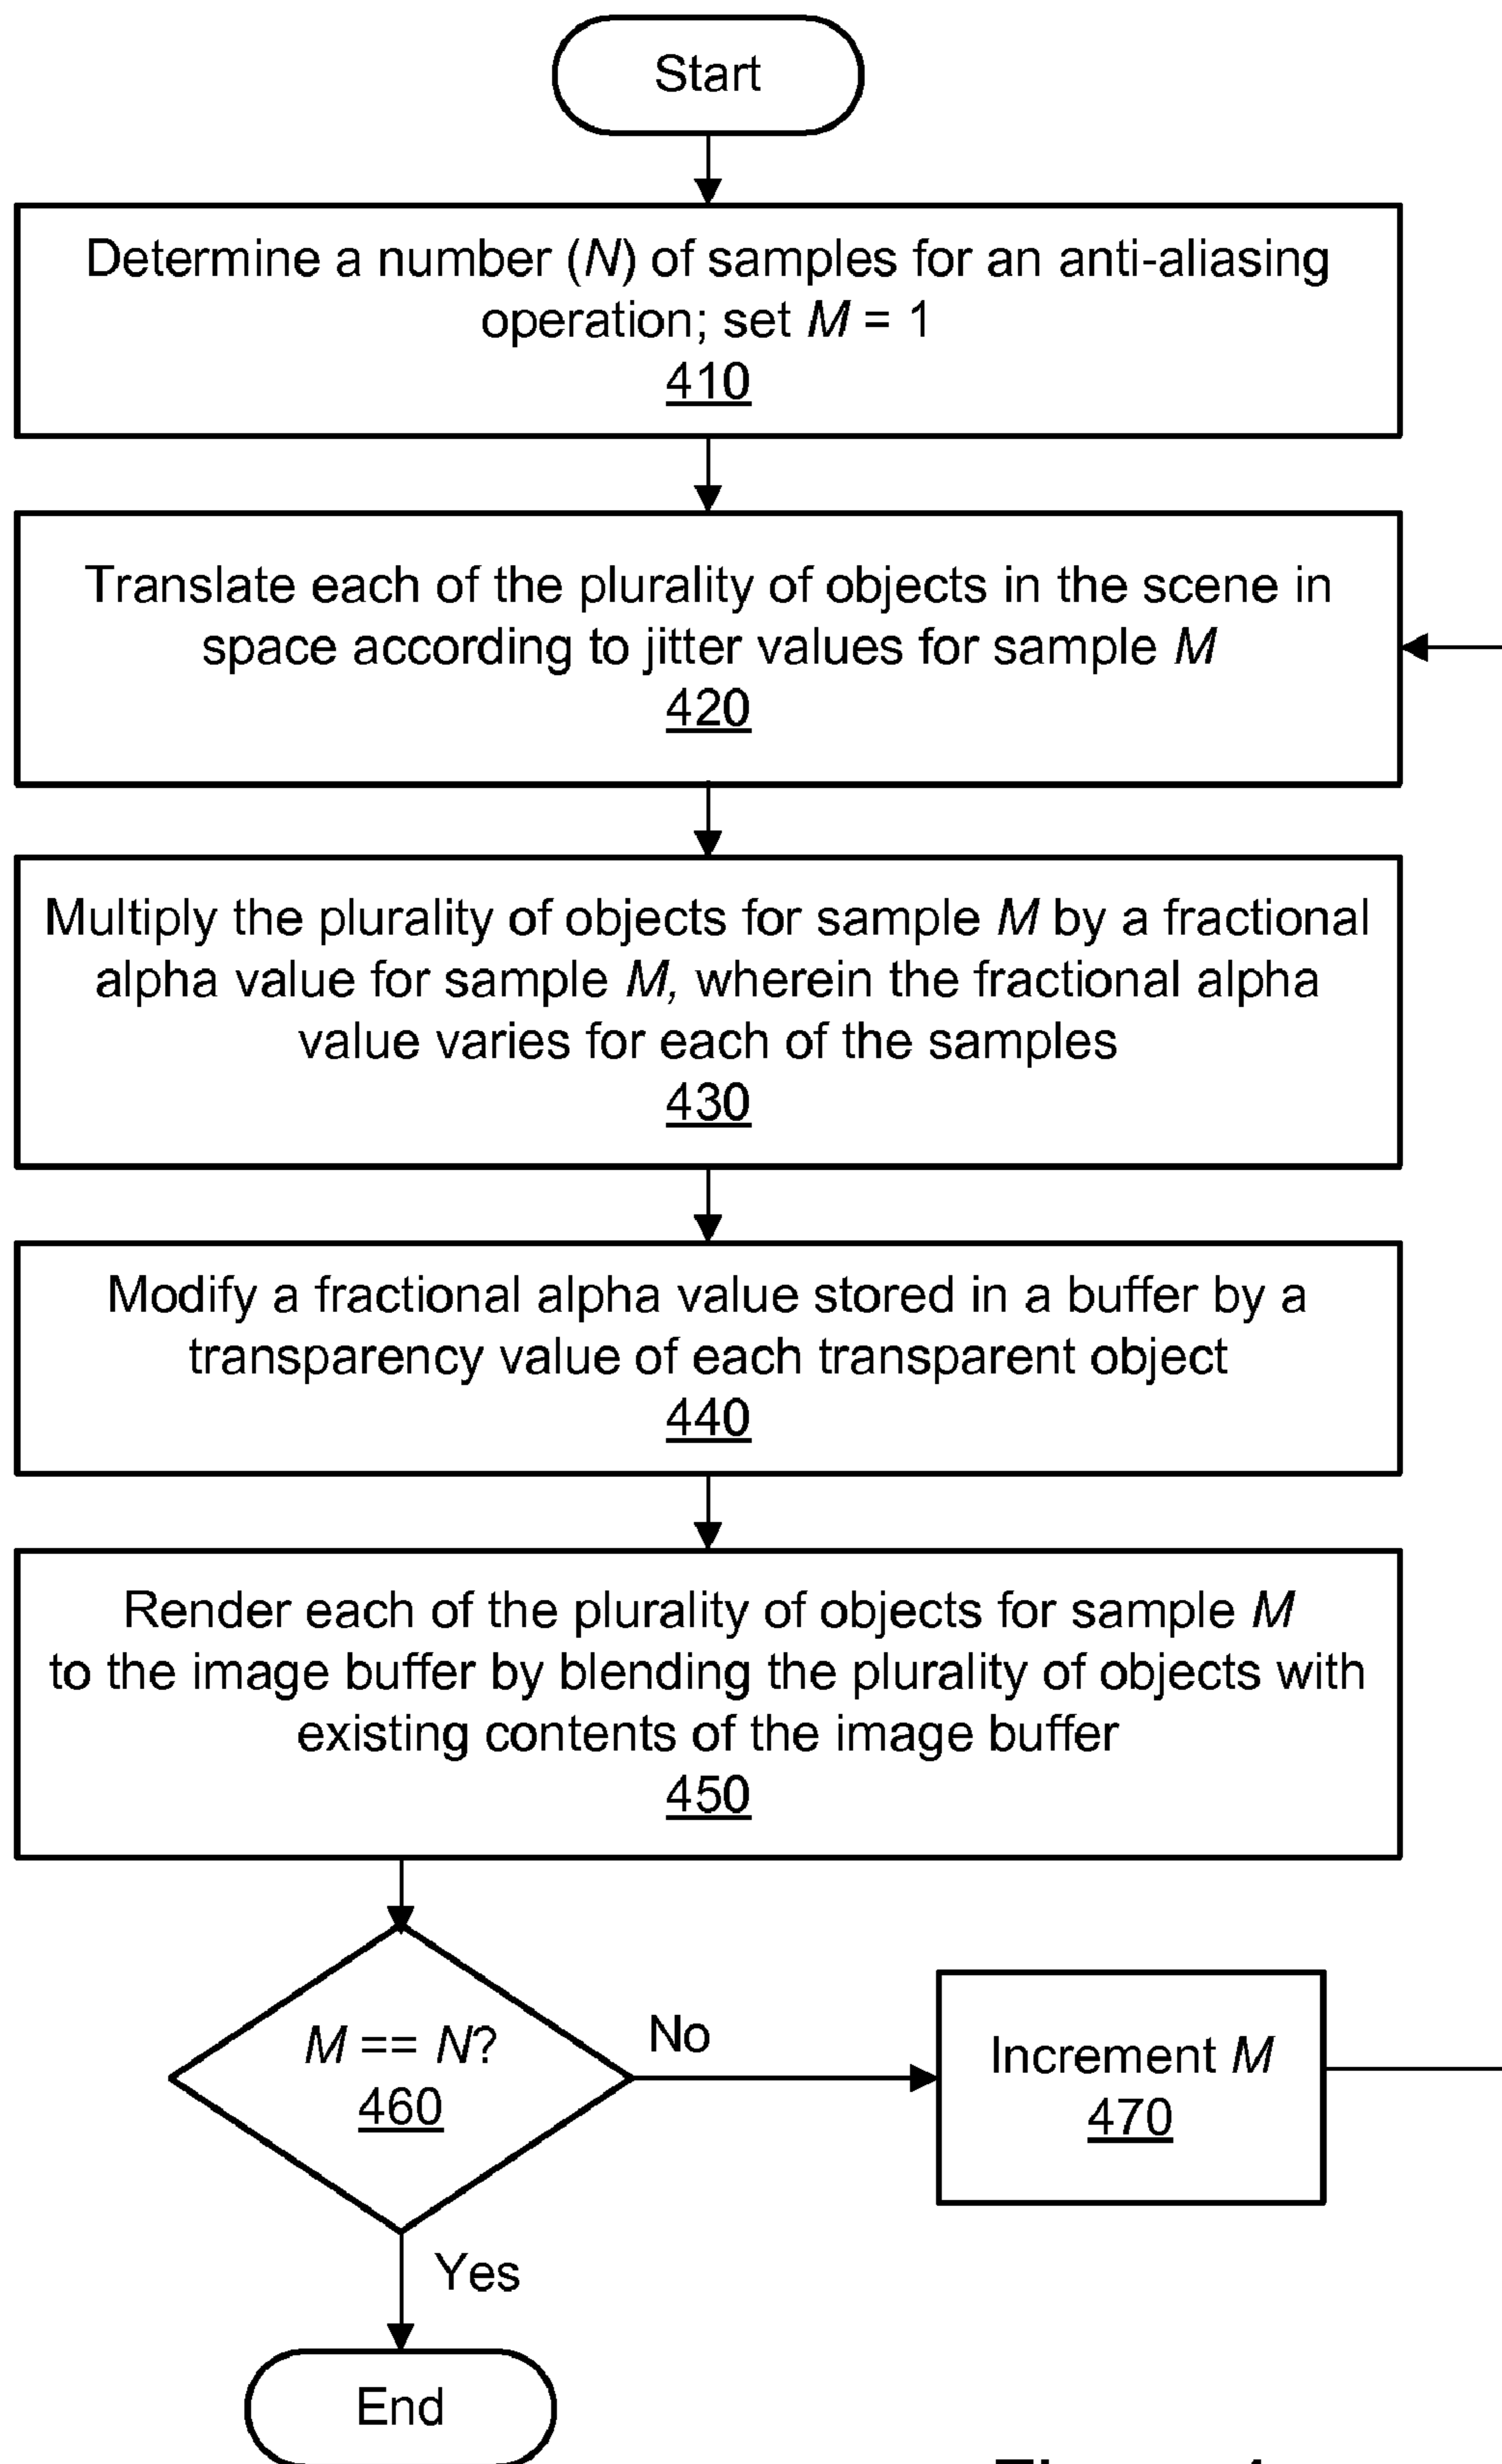 Start
Determine a number (N) of samples for an anti-aliasing
operation; set M = 1
410
Translate each of the plurality of objects in the scene in
space according to jitter values for sample M
420
Multiply the plurality of objects for sample M by a fractional
alpha value for sample M, wherein the fractional alpha
value varies for each of the samples
430
Modify a fractional alpha value stored in a buffer by a
transparency value of each transparent object
440
Render each of the plurality of objects for sample M
to the image buffer by blending the plurality of objects with
existing contents of the image buffer
450
M == N?
460
No
Increment M
470
Yes
End